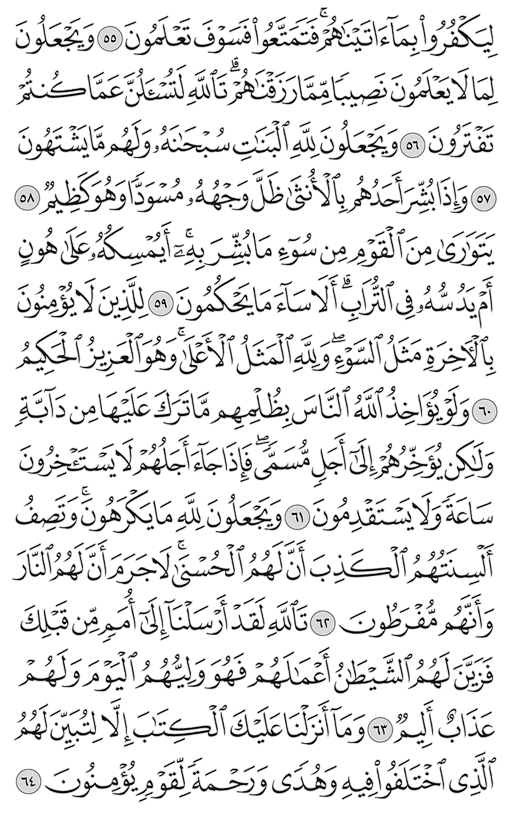 لِيَكْفُرُوا۟ بِمَآ ءَاتَيْنَٰهُمْ ۚ فَتَمَتَّعُوا۟ ۖ فَسَوْفَ تَعْلَمُونَ ٥٥ وَيَجْعَلُونَ
لِمَا لَا يَعْلَمُونَ نَصِيبًا مِّمَّا رَزَقْنَٰهُمْ ۗ تَٱللَّهِ لَتُسْـَٔلُنَّ عَمَّا كُنتُمْ
تَفْتَرُونَ ٥٦ وَيَجْعَلُونَ لِلَّهِ ٱلْبَنَٰتِ سُبْحَٰنَهُۥ وَلَهُم مَّا يَشْتَهُونَ
٥٧ وَإِذَا بُشِّرَ أَحَدُهُم بِٱلْأُنثَىٰ ظَلَّ وَجْهُهُۥ مُسْوَدًّا وَهُوَ كَظِيمٌ ٥٨
يَتَوَٰرَىٰ مِنَ ٱلْقَوْمِ مِن سُوٓءِ مَا بُشِّرَ بِهِۦٓ ۚ أَيُمْسِكُهُۥ عَلَىٰ هُونٍ
أَمْ يَدُسُّهُۥ فِى ٱلتُّرَابِ ۗ أَلَا سَآءَ مَا يَحْكُمُونَ ٥٩ لِلَّذِينَ لَا يُؤْمِنُونَ
بِٱلْءَاخِرَةِ مَثَلُ ٱلسَّوْءِ ۖ وَلِلَّهِ ٱلْمَثَلُ ٱلْأَعْلَىٰ ۚ وَهُوَ ٱلْعَزِيزُ ٱلْحَكِيمُ
٦٠ وَلَوْ يُؤَاخِذُ ٱللَّهُ ٱلنَّاسَ بِظُلْمِهِم مَّا تَرَكَ عَلَيْهَا مِن دَآبَّةٍ
وَلَٰكِن يُؤَخِّرُهُمْ إِلَىٰٓ أَجَلٍ مُّسَمًّى ۖ فَإِذَا جَآءَ أَجَلُهُمْ لَا يَسْتَـْٔخِرُونَ
سَاعَةً ۖ وَلَا يَسْتَقْدِمُونَ ٦١ وَيَجْعَلُونَ لِلَّهِ مَا يَكْرَهُونَ ۚ وَتَصِفُ
أَلْسِنَتُهُمُ ٱلْكَذِبَ أَنَّ لَهُمُ ٱلْحُسْنَىٰ ۖ لَا جَرَمَ أَنَّ لَهُمُ ٱلنَّارَ
وَأَنَّهُم مُّفْرَطُونَ ٦٢ تَٱللَّهِ لَقَدْ أَرْسَلْنَآ إِلَىٰٓ أُمَمٍ مِّن قَبْلِكَ
فَزَيَّنَ لَهُمُ ٱلشَّيْطَٰنُ أَعْمَٰلَهُمْ فَهُوَ وَلِيُّهُمُ ٱلْيَوْمَ وَلَهُمْ
عَذَابٌ أَلِيمٌ ٦٣ وَمَآ أَنزَلْنَا عَلَيْكَ ٱلْكِتَٰبَ إِلَّا لِتُبَيِّنَ لَهُمُ
ٱلَّذِى ٱخْتَلَفُوا۟ فِيهِ ۙ وَهُدًى وَرَحْمَةً لِّقَوْمٍ يُؤْمِنُونَ ٦٤